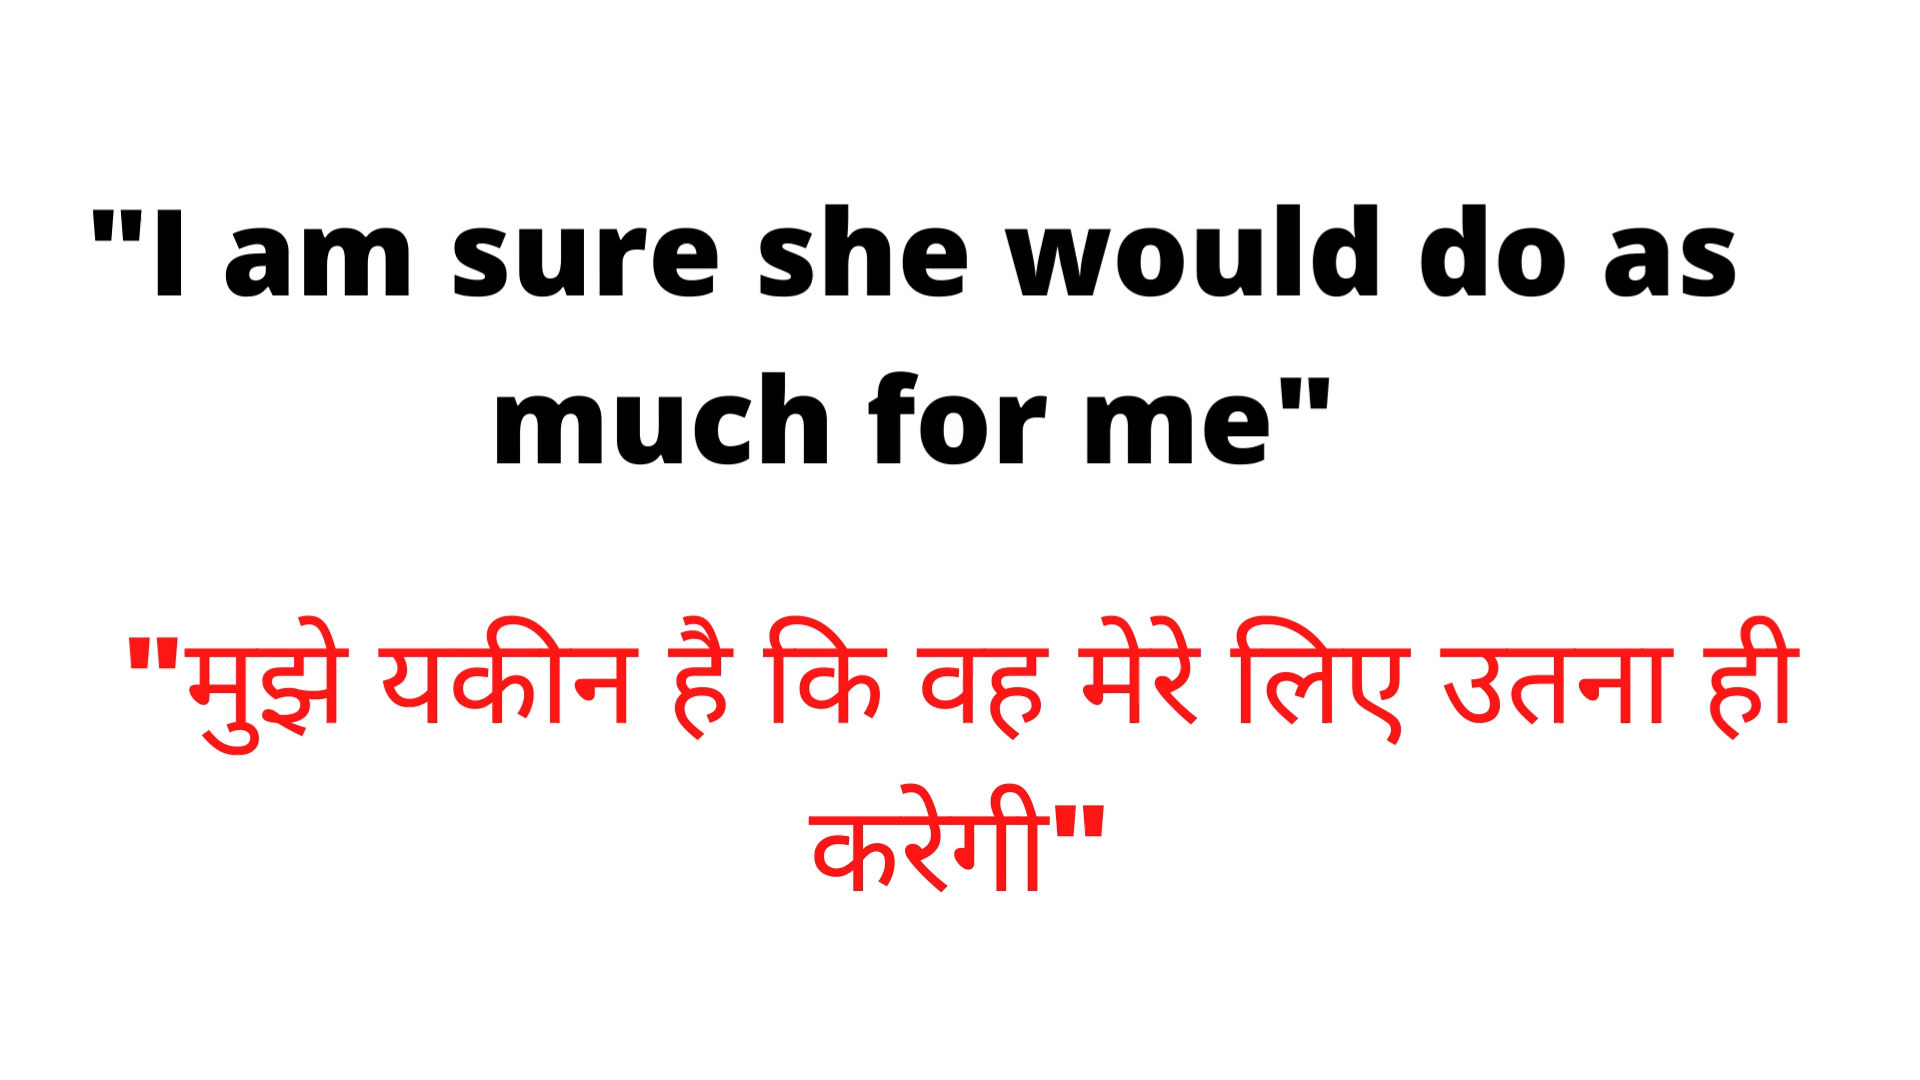 "I am sure she would do as
much for me"
"मुझे यकीन है कि वह मेरे लिए उतना ही
करेगी"